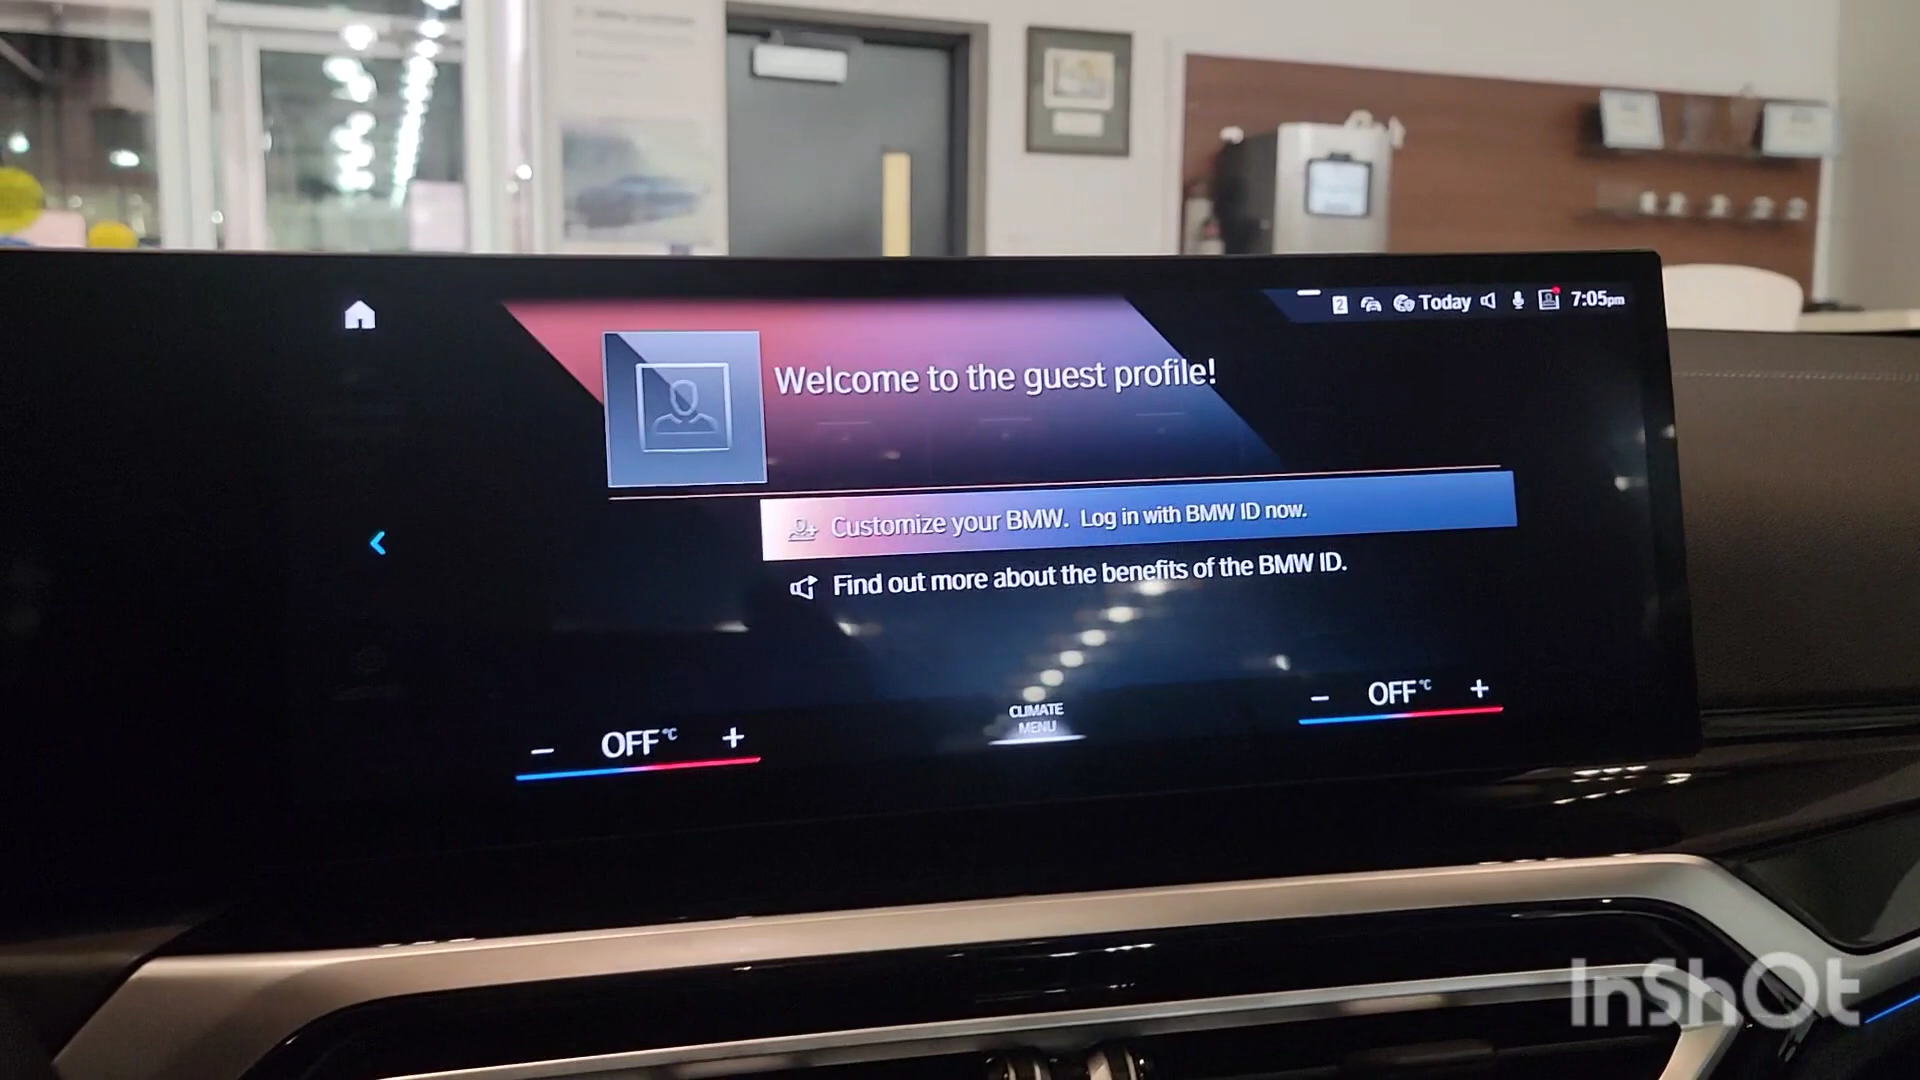 2 Today 7:05pm
Welcome to the guest profile!
Customize your BMW. Log in with BMW ID now.
Find out more about the benefits of the BMW ID.
- OFF °C +
CLIMATE
MENU
- OFF °C +
InShOt